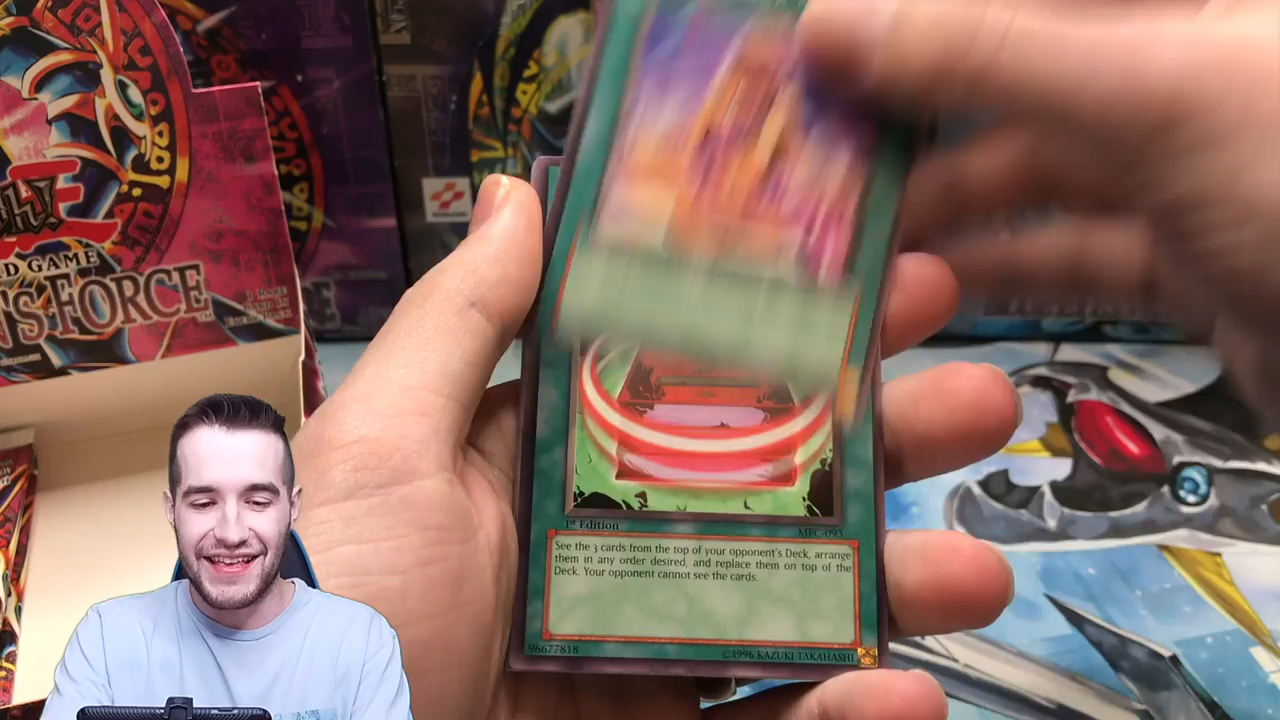 D GAME
N'S FORCE
1st Edition
MFC-093
See the 3 cards from the top of your opponent's Deck, arrange
them in any order desired, and replace them on top of the
Deck. Your opponent cannot see the cards.
96677818
©1996 KAZUKI TAKAHASHI